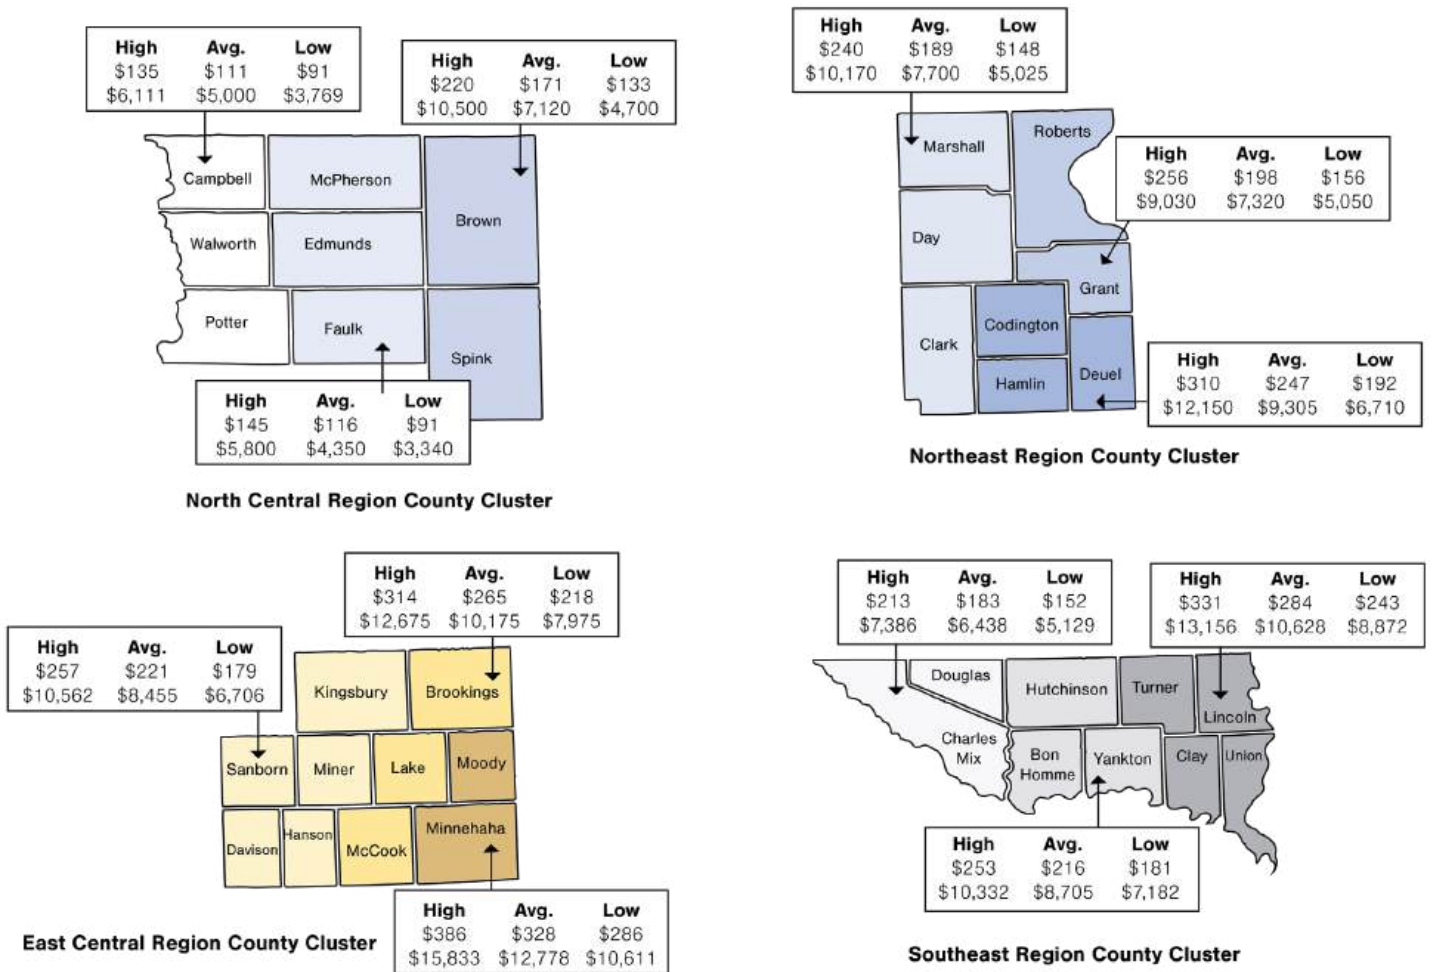 High Avg. Low
$135 $111 $91
$6,111 $5,000 $3,769
High Avg. Low
$220 $171 $133
$10,500 $7,120 $4,700
Campbell
McPherson
Brown
Walworth
Edmunds
Potter
Faulk
Spink
High Avg. Low
$145 $116 $91
$5,800 $4,350 $3,340
North Central Region County Cluster
High Avg. Low
$240 $189 $148
$10,170 $7,700 $5,025
Marshall
Roberts
High Avg. Low
$256 $198 $156
$9,030 $7,320 $5,050
Day
Grant
Codington
Clark
Hamlin
Deuel
High Avg. Low
$310 $247 $192
$12,150 $9,305 $6,710
Northeast Region County Cluster
High Avg. Low
$314 $265 $218
$12,675 $10,175 $7,975
High Avg. Low
$257 $221 $179
$10,562 $8,455 $6,706
Kingsbury
Brookings
Sanborn
Miner
Lake
Moody
Davison
Hanson
McCook
Minnehaha
High Avg. Low
$386 $328 $286
$15,833 $12,778 $10,611
East Central Region County Cluster
High Avg. Low
$213 $183 $152
$7,386 $6,438 $5,129
High Avg. Low
$331 $284 $243
$13,156 $10,628 $8,872
Douglas
Hutchinson
Turner
Lincoln
Charles
Mix
Bon
Homme
Yankton
Clay
Union
High Avg. Low
$253 $216 $181
$10,332 $8,705 $7,182
Southeast Region County Cluster